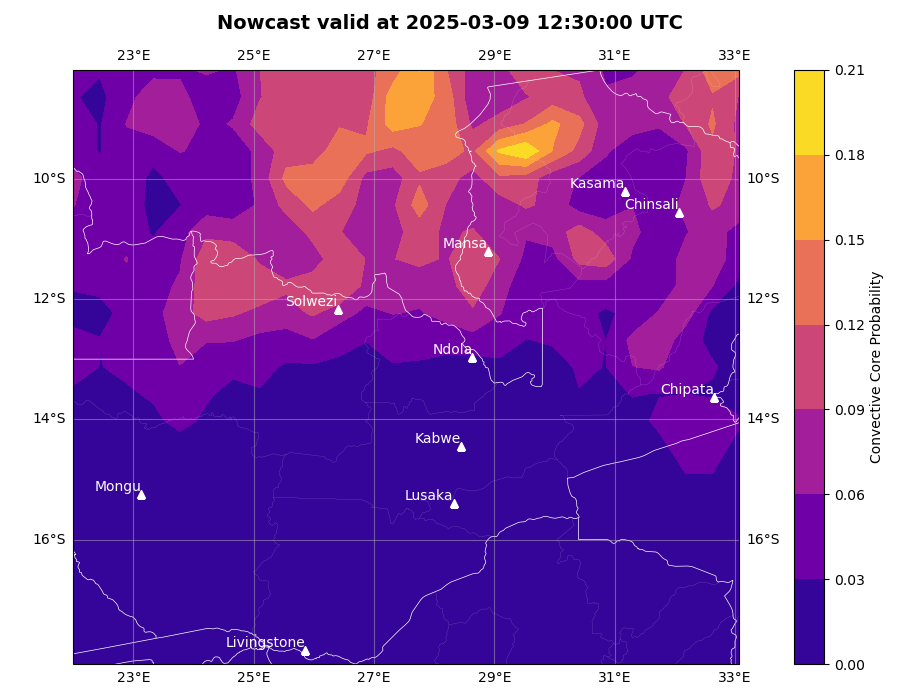 Nowcast valid at 2025-03-09 12:30:00 UTC
23°E 25°E 27°E 29°E 31°E 33°E
0.21
0.18
10°S Kasama 10°S
Chinsali
0.15
Mansa
12°S Solwezi 12°S
0.12
Ndola
Chipata
0.09
14°S 14°S
Kabwe
Mongu Lusaka
0.06
16°S 16°S
0.03
Livingstone
0.00
23°E 25°E 27°E 29°E 31°E 33°E
Convective Core Probability